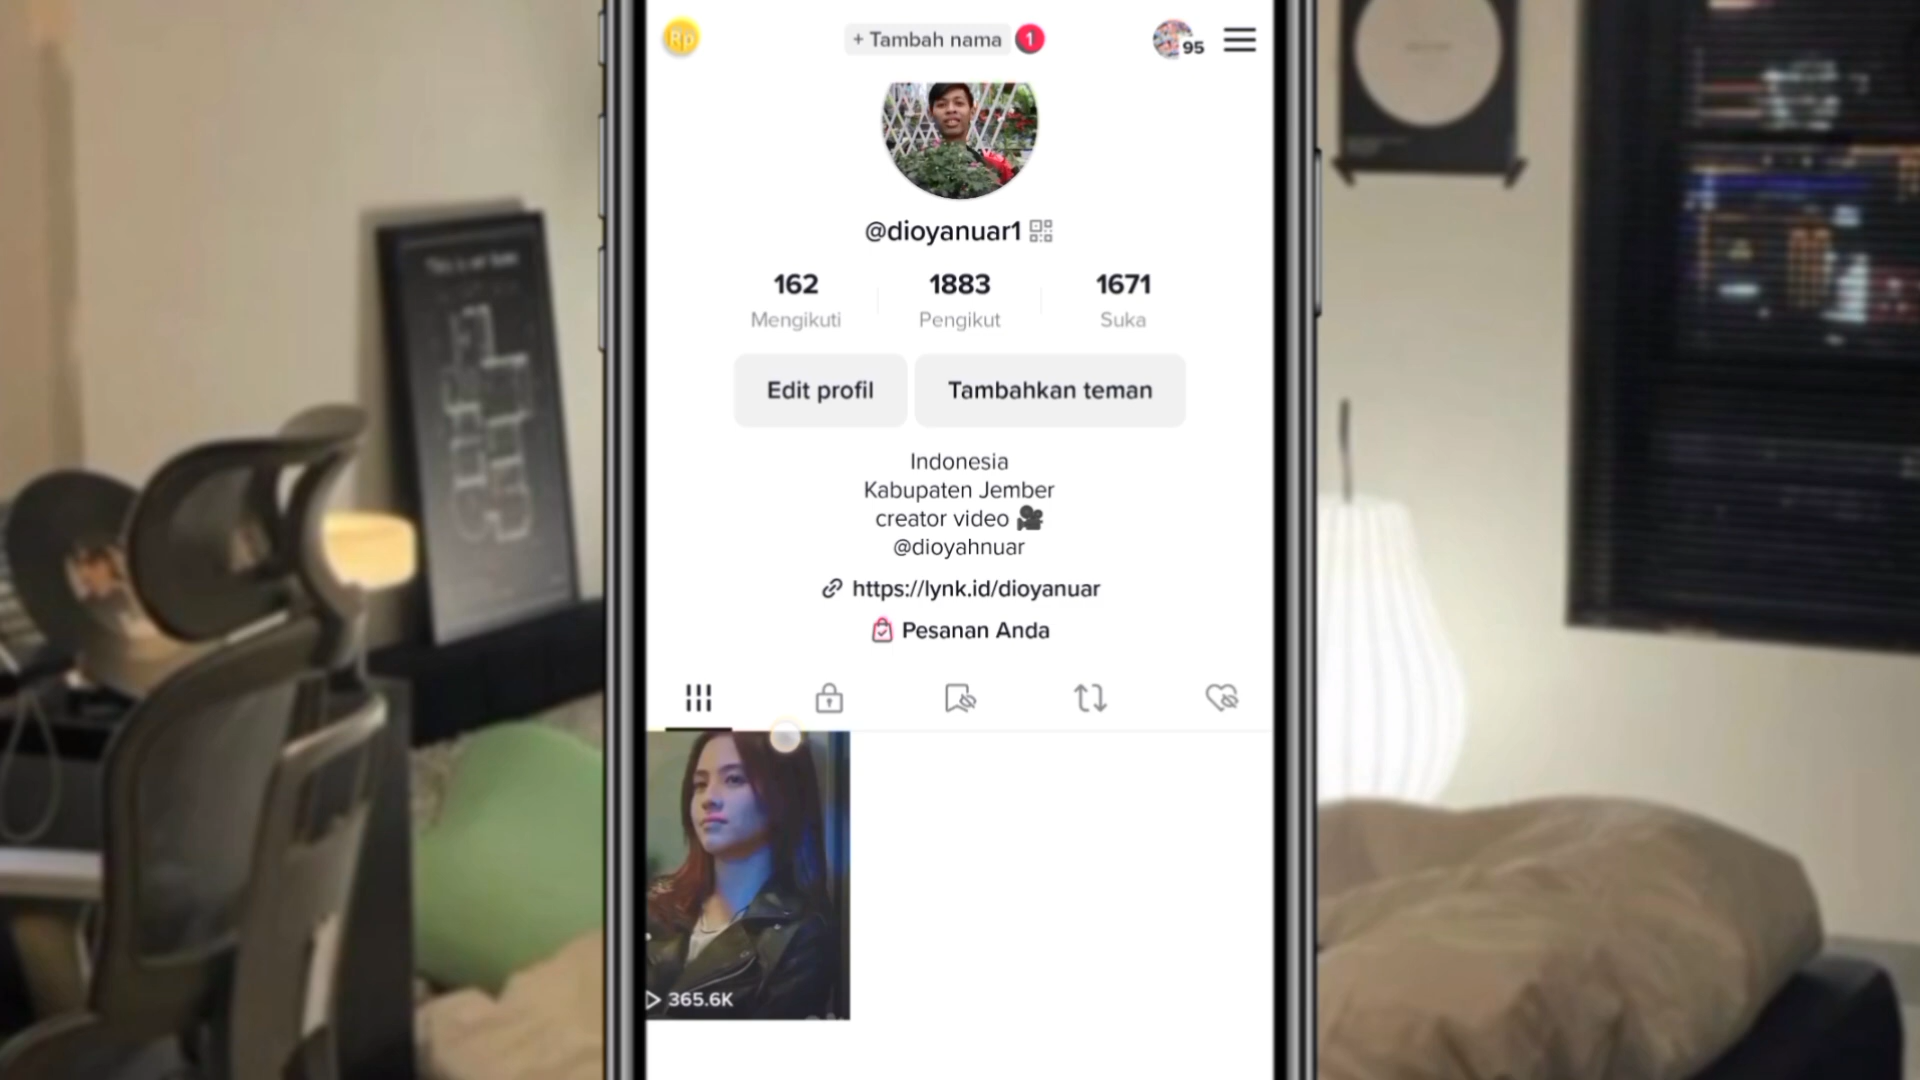 Rp
+ Tambah nama
1
95
@dioyanuar1
162
1883
1671
Mengikuti
Pengikut
Suka
Edit profil
Tambahkan teman
Indonesia
Kabupaten Jember
creator video 🎥
@dioyahnuar
https://lynk.id/dioyanuar
Pesanan Anda
365.6K